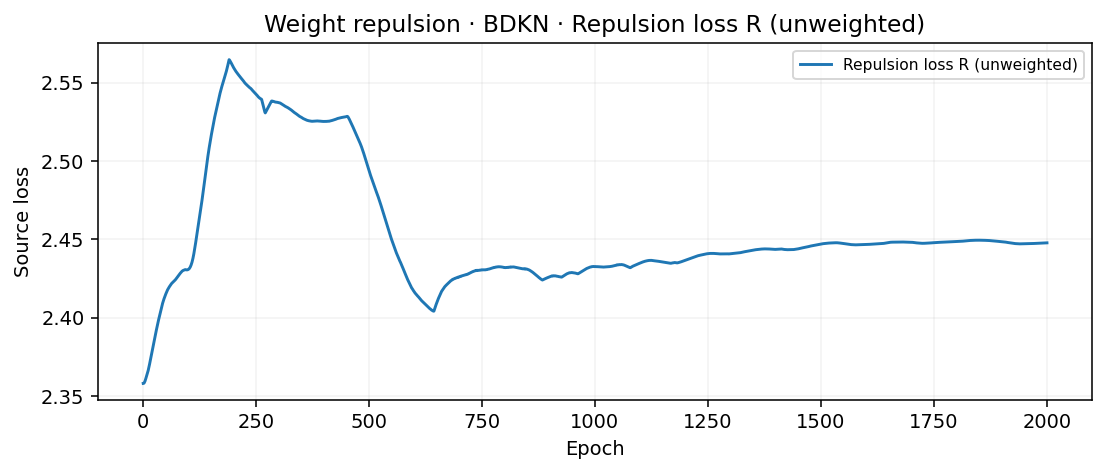 Weight repulsion · BDKN · Repulsion loss R (unweighted)
Repulsion loss R (unweighted)
Source loss
2.55
2.50
2.45
2.40
2.35
0 250 500 750 1000 1250 1500 1750 2000
Epoch